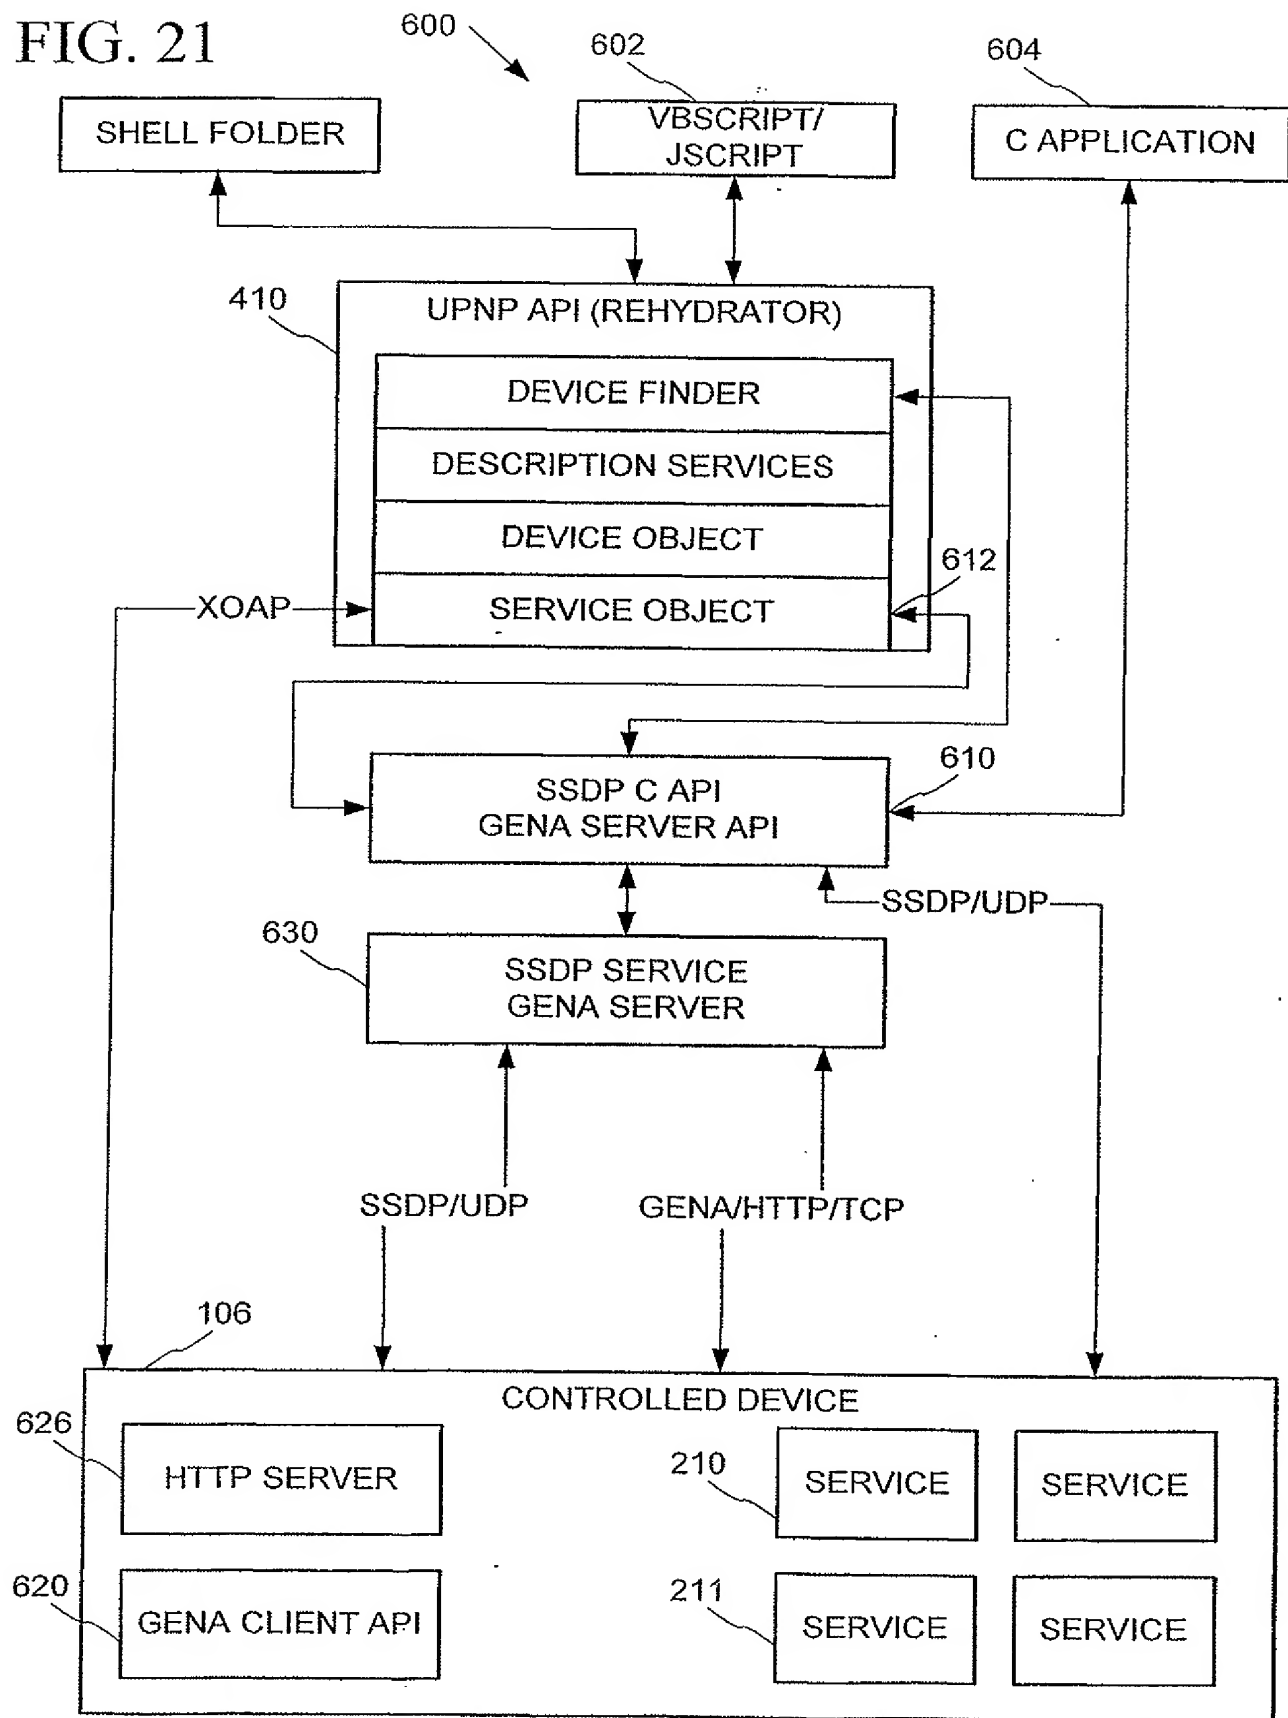 FIG. 21
600
602
604
SHELL FOLDER
VBSCRIPT/
JSCRIPT
C APPLICATION
410
UPNP API (REHYDRATOR)
DEVICE FINDER
DESCRIPTION SERVICES
DEVICE OBJECT
612
XOAP
SERVICE OBJECT
610
SSDP C API
GENA SERVER API
SSDP/UDP
630
SSDP SERVICE
GENA SERVER
SSDP/UDP
GENA/HTTP/TCP
106
CONTROLLED DEVICE
626
HTTP SERVER
210
SERVICE
SERVICE
620
GENA CLIENT API
211
SERVICE
SERVICE